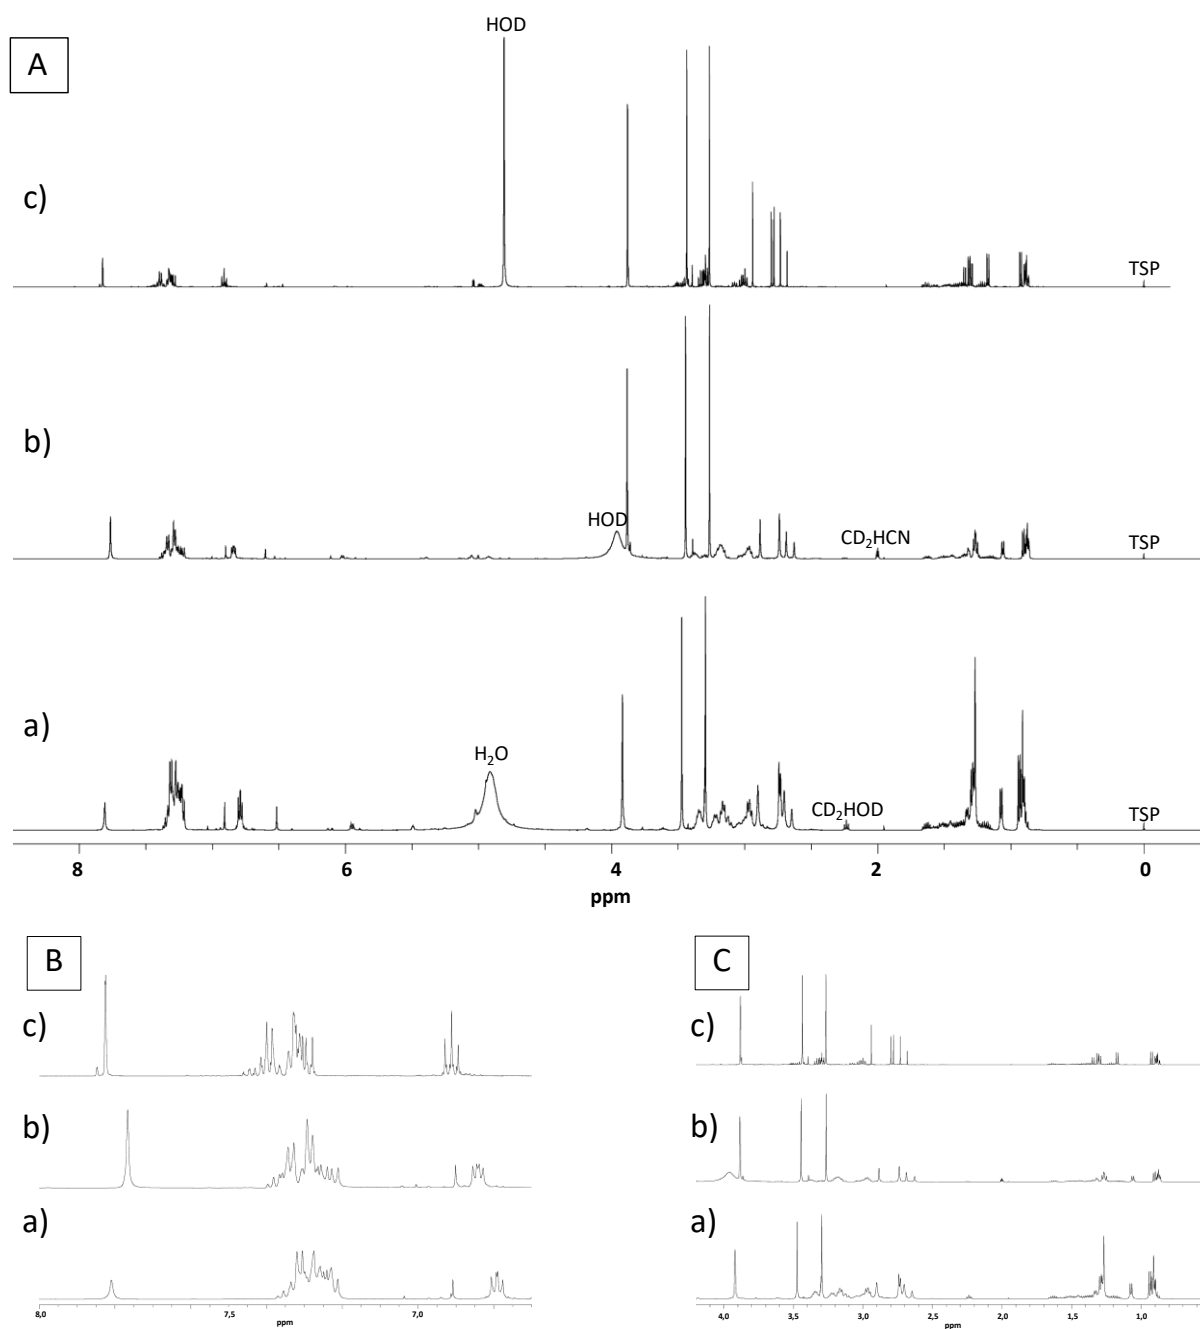 HOD
A
c)
TSP
b)
HOD
CD₂HCN
TSP
a)
H₂O
CD₂HOD
TSP
8 6 4 2 0
ppm
B
c)
b)
a)
8,0 7,5 7,0
ppm
C
c)
b)
a)
4,0 3,5 3,0 2,5 2,0 1,5 1,0
ppm